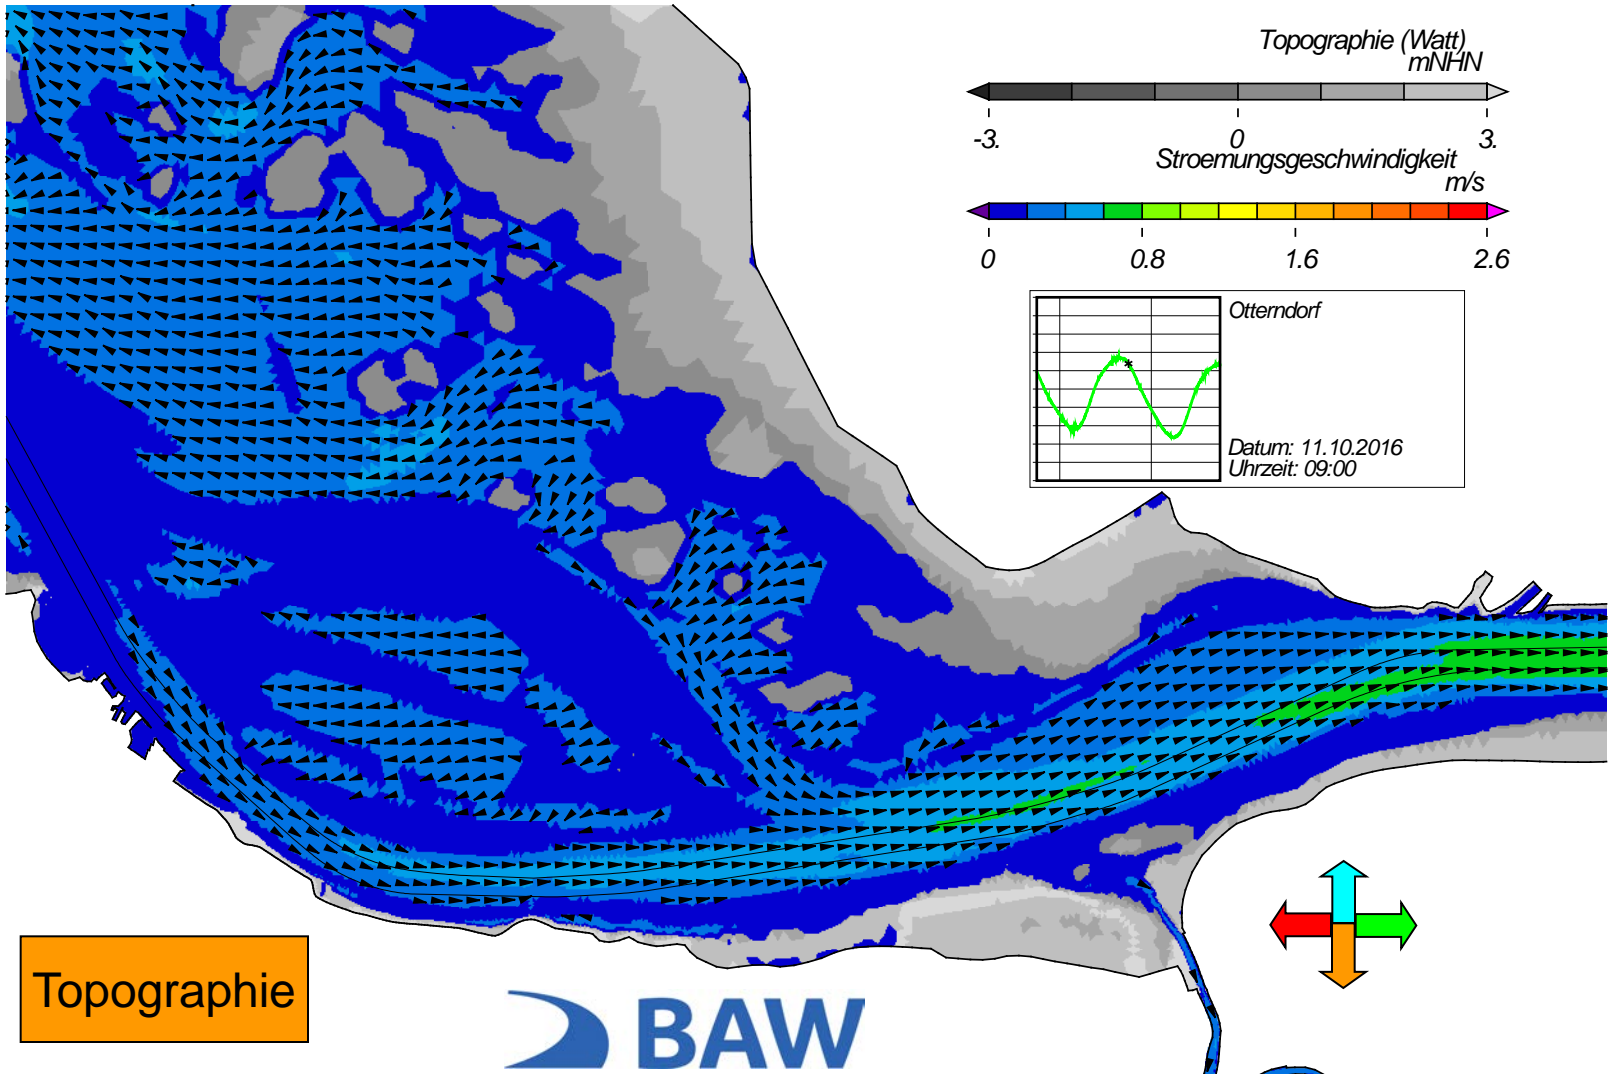 Topographie (Watt)
mNHN
-3.
0
3.
Stroemungsgeschwindigkeit
m/s
0
0.8
1.6
2.6
Otterndorf
Datum: 11.10.2016
Uhrzeit: 09:00
Topographie
BAW